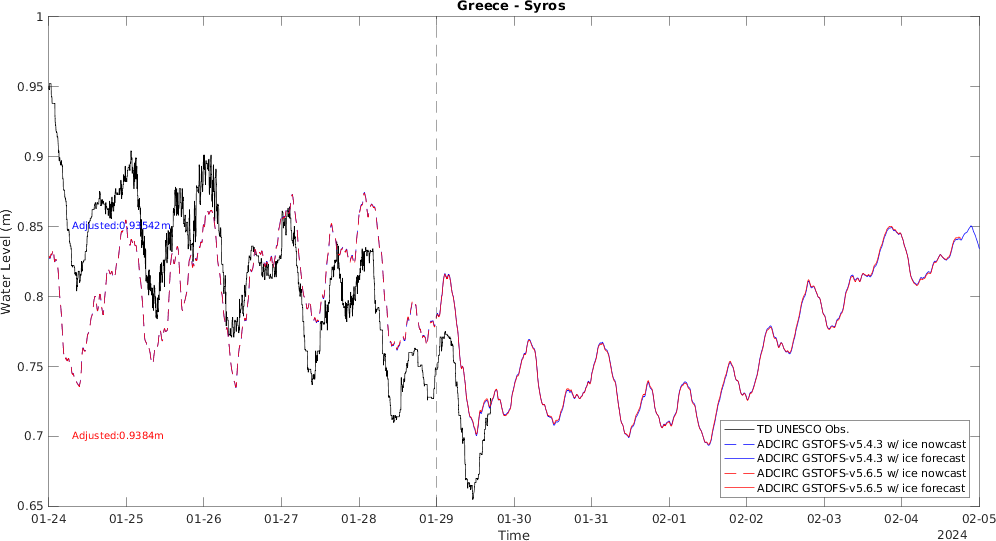 Greece - Syros
Water Level (m)
1
0.95
0.9
0.85
0.8
0.75
0.7
0.65
Adjusted:0.93542m
Adjusted:0.9384m
TD UNESCO Obs.
ADCIRC GSTOFS-v5.4.3 w/ ice nowcast
ADCIRC GSTOFS-v5.4.3 w/ ice forecast
ADCIRC GSTOFS-v5.6.5 w/ ice nowcast
ADCIRC GSTOFS-v5.6.5 w/ ice forecast
01-24 01-25 01-26 01-27 01-28 01-29 01-30 01-31 02-01 02-02 02-03 02-04 02-05
Time
2024